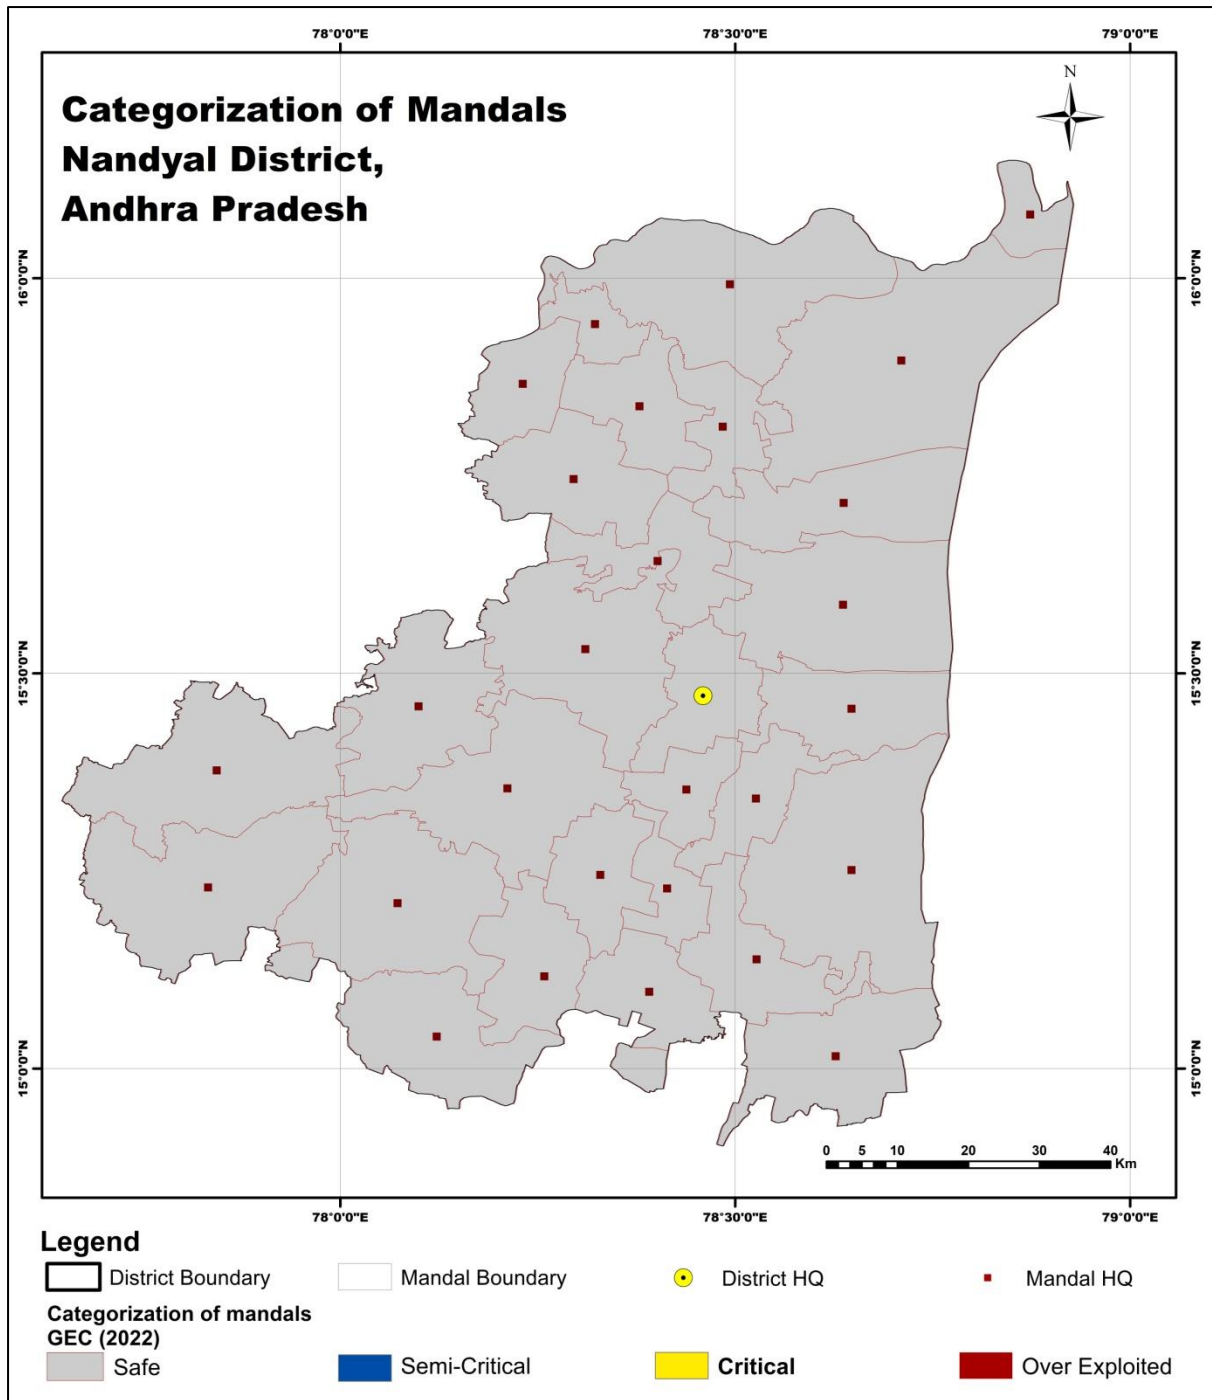 78°0'0"E 78°30'0"E 79°0'0"E
Categorization of Mandals
Nandyal District,
Andhra Pradesh
N
16°0'0"N 16°0'0"N
15°30'0"N 15°30'0"N
15°0'0"N 15°0'0"N
0 5 10 20 30 40
Km
78°0'0"E 78°30'0"E 79°0'0"E
Legend
District Boundary Mandal Boundary District HQ Mandal HQ
Categorization of mandals
GEC (2022)
Safe Semi-Critical Critical Over Exploited